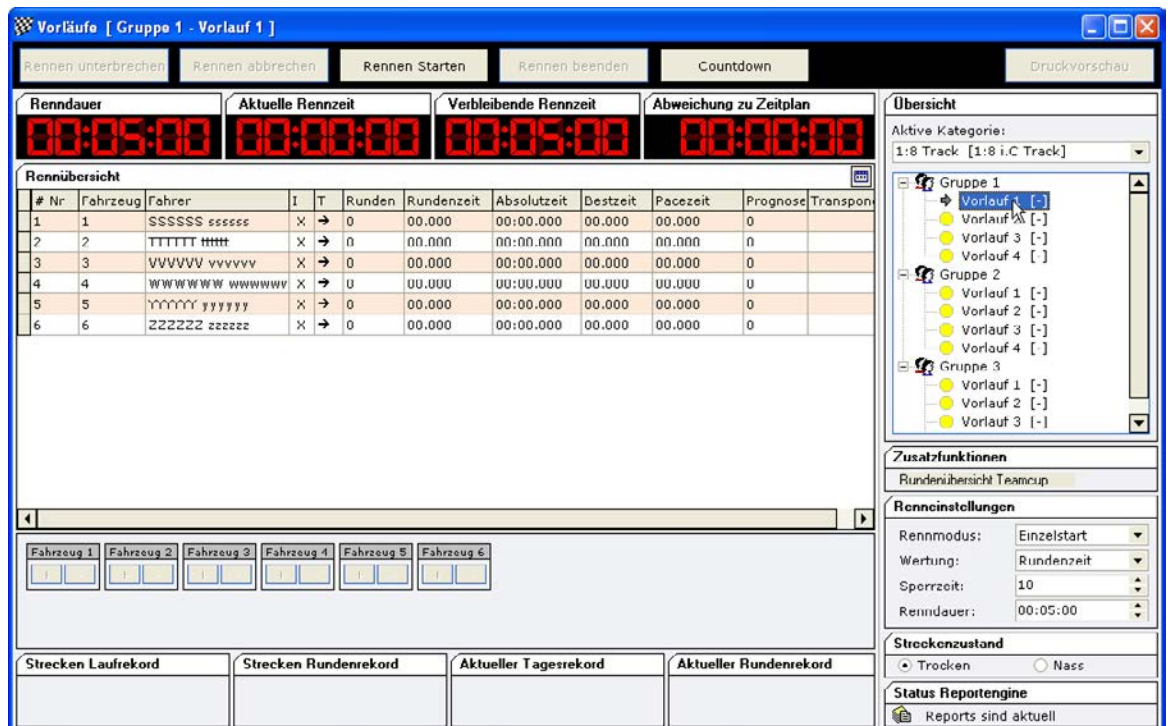 Vorläufe [ Gruppe 1 - Vorlauf 1 ]
Rennen unterbrechen Rennen abbrechen Rennen Starten Rennen beenden Countdown Druckvorschau
Renndauer Aktuelle Rennzeit Verbleibende Rennzeit Abweichung zu Zeitplan
00:05:00 00:00:00 00:05:00 00:00:00
Rennübersicht
# Nr Fahrzeug Fahrer I T Runden Rundenzeit Absolutzeit Bestzeit Pacezeit Prognose Transpon
1 1 SSSSSS ssssss X → 0 00.000 00:00.000 00.000 00.000 0
2 2 TTTTTT tttttt X → 0 00.000 00:00.000 00.000 00.000 0
3 3 VVVVVV vvvvvv X → 0 00.000 00:00.000 00.000 00.000 0
4 4 WWWWWW wwwwww X → 0 00.000 00:00.000 00.000 00.000 0
5 5 YYYYYY yyyyyy X → 0 00.000 00:00.000 00.000 00.000 0
6 6 ZZZZZZ zzzzzz X → 0 00.000 00:00.000 00.000 00.000 0
Fahrzeug 1 Fahrzeug 2 Fahrzeug 3 Fahrzeug 4 Fahrzeug 5 Fahrzeug 6
+ - + - + - + - + - + -
Strecken Laufrekord Strecken Rundenrekord Aktueller Tagesrekord Aktueller Rundenrekord
Übersicht
Aktive Kategorie:
1:8 Track [1:8 i.C Track]
Gruppe 1
Vorlauf 1 [-]
Vorlauf [-]
Vorlauf 3 [-]
Vorlauf 4 [-]
Gruppe 2
Vorlauf 1 [-]
Vorlauf 2 [-]
Vorlauf 3 [-]
Vorlauf 4 [-]
Gruppe 3
Vorlauf 1 [-]
Vorlauf 2 [-]
Vorlauf 3 [-]
Zusatzfunktionen
Rundenübersicht Teamcup
Renneinstellungen
Rennmodus: Einzelstart
Wertung: Rundenzeit
Sperrzeit: 10
Renndauer: 00:05:00
Streckenzustand
Trocken Nass
Status Reportengine
Reports sind aktuell